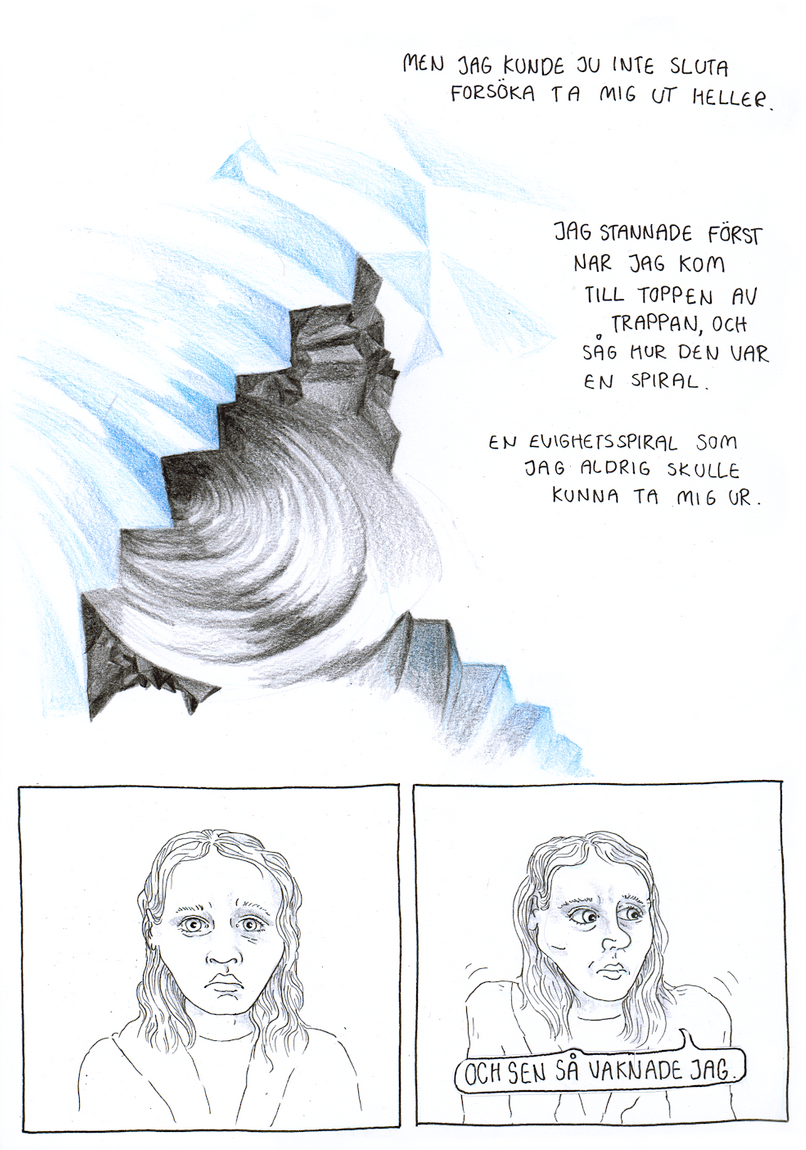 MEN JAG KUNDE JU INTE SLUTA
FORSÖKA TA MIG UT HELLER.
JAG STANNADE FÖRST
NAR JAG KOM
TILL TOPPEN AV
TRAPPAN, OCH
SÅG HUR DEN VAR
EN SPIRAL.
EN EVIGHETSSPIRAL SOM
JAG ALDRIG SKULLE
KUNNA TA MIG UR.
OCH SEN SÅ VAKNADE JAG.